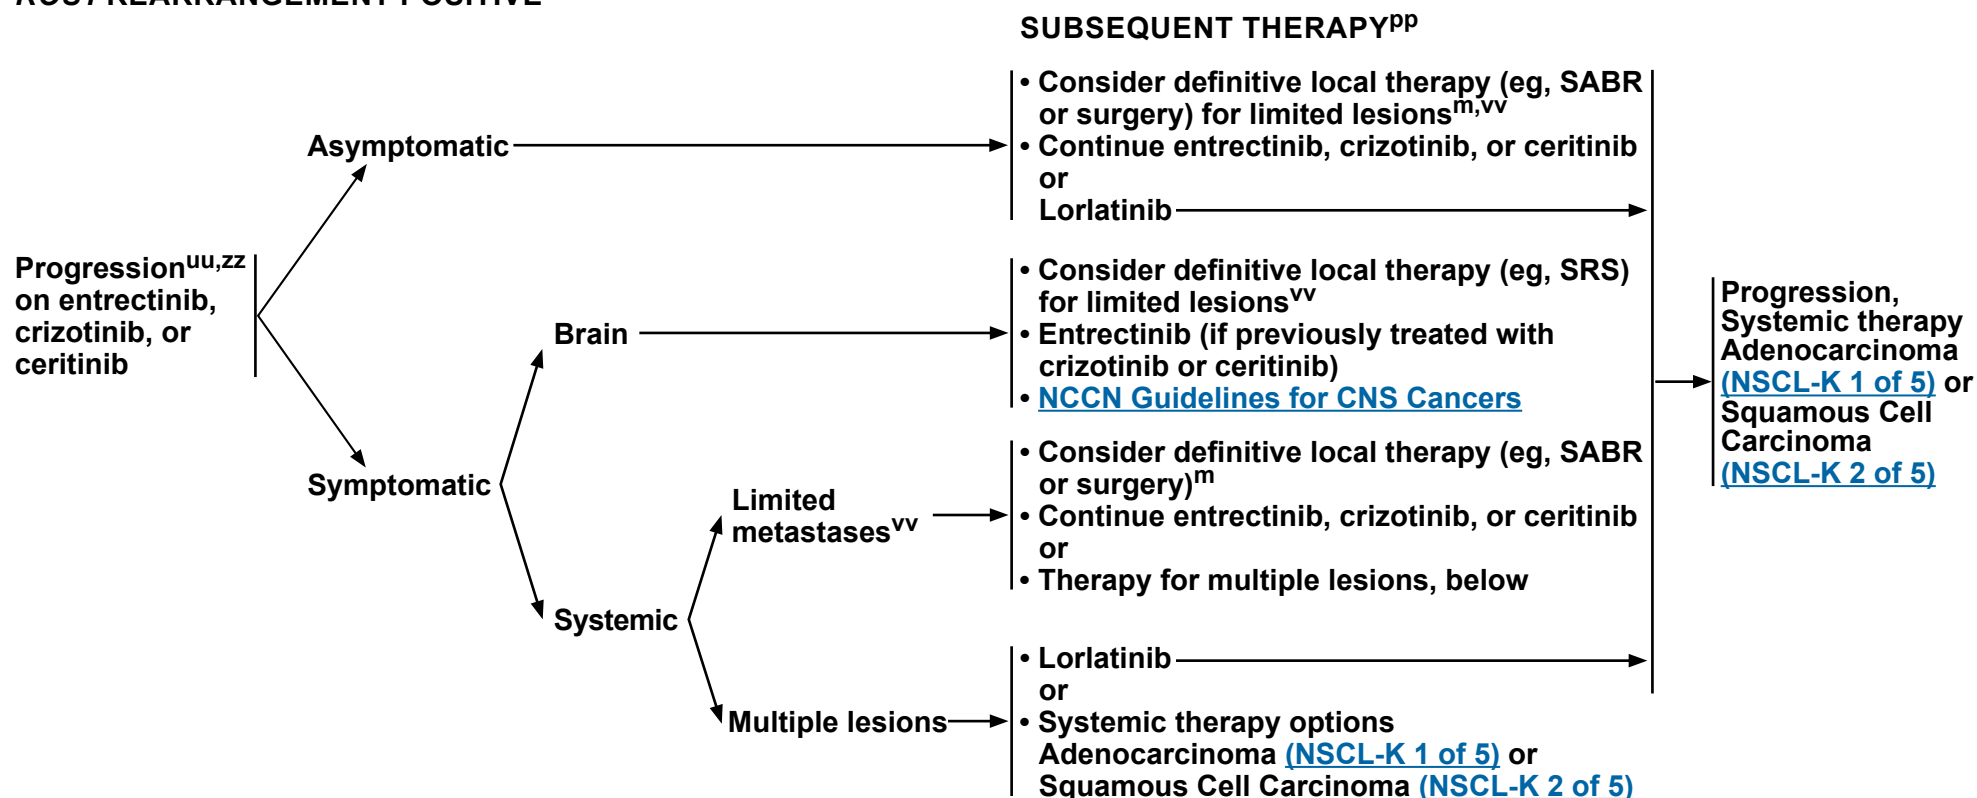 ROS1 REARRANGEMENT POSITIVE
SUBSEQUENT THERAPYpp
• Consider definitive local therapy (eg, SABR
or surgery) for limited lesionsm,vv
Asymptomatic
• Continue entrectinib, crizotinib, or ceritinib
or
Lorlatinib
Progressionuu,zz
on entrectinib,
crizotinib, or
ceritinib
• Consider definitive local therapy (eg, SRS)
for limited lesionsvv
Brain
• Entrectinib (if previously treated with
crizotinib or ceritinib)
• NCCN Guidelines for CNS Cancers
Symptomatic
• Consider definitive local therapy (eg, SABR
or surgery)m
Limited
metastasesvv
• Continue entrectinib, crizotinib, or ceritinib
or
• Therapy for multiple lesions, below
Systemic
• Lorlatinib
or
Multiple lesions
• Systemic therapy options
Adenocarcinoma (NSCL-K 1 of 5) or
Squamous Cell Carcinoma (NSCL-K 2 of 5)
Progression,
Systemic therapy
Adenocarcinoma
(NSCL-K 1 of 5) or
Squamous Cell
Carcinoma
(NSCL-K 2 of 5)